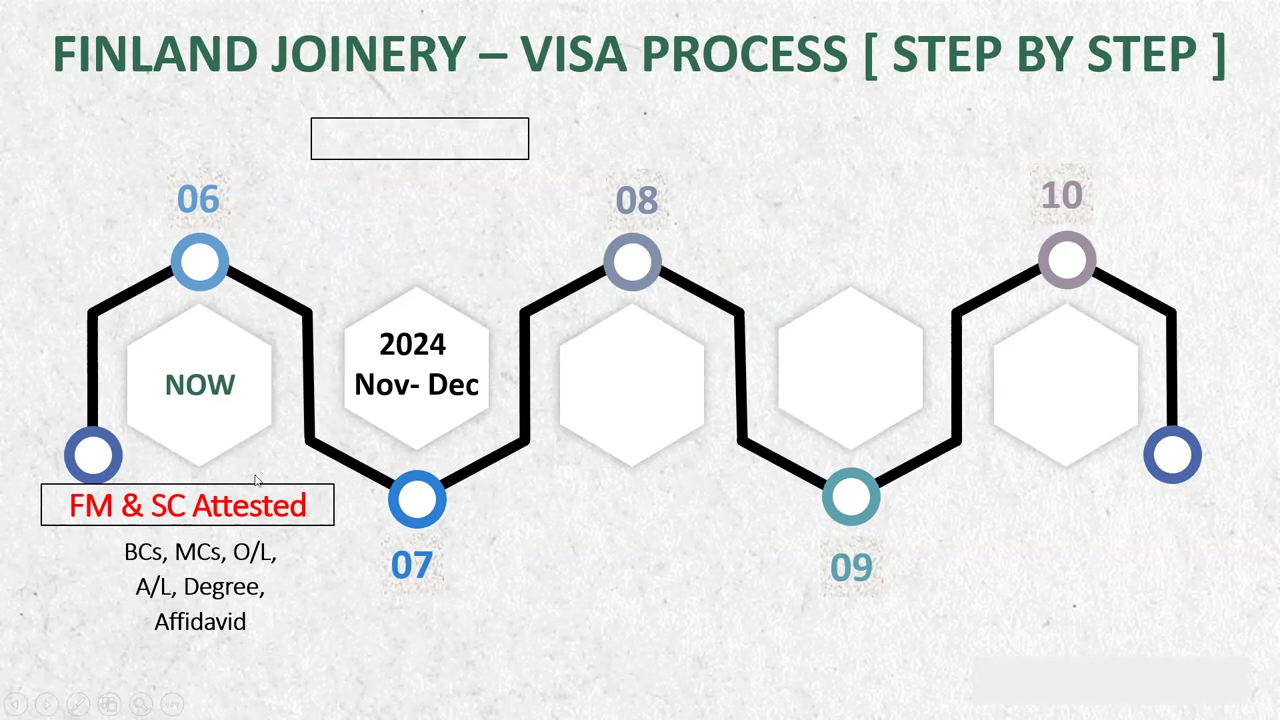 FINLAND JOINERY – VISA PROCESS [ STEP BY STEP ]
06
08
10
NOW
2024
Nov- Dec
FM & SC Attested
BCs, MCs, O/L,
A/L, Degree,
Affidavid
07
09